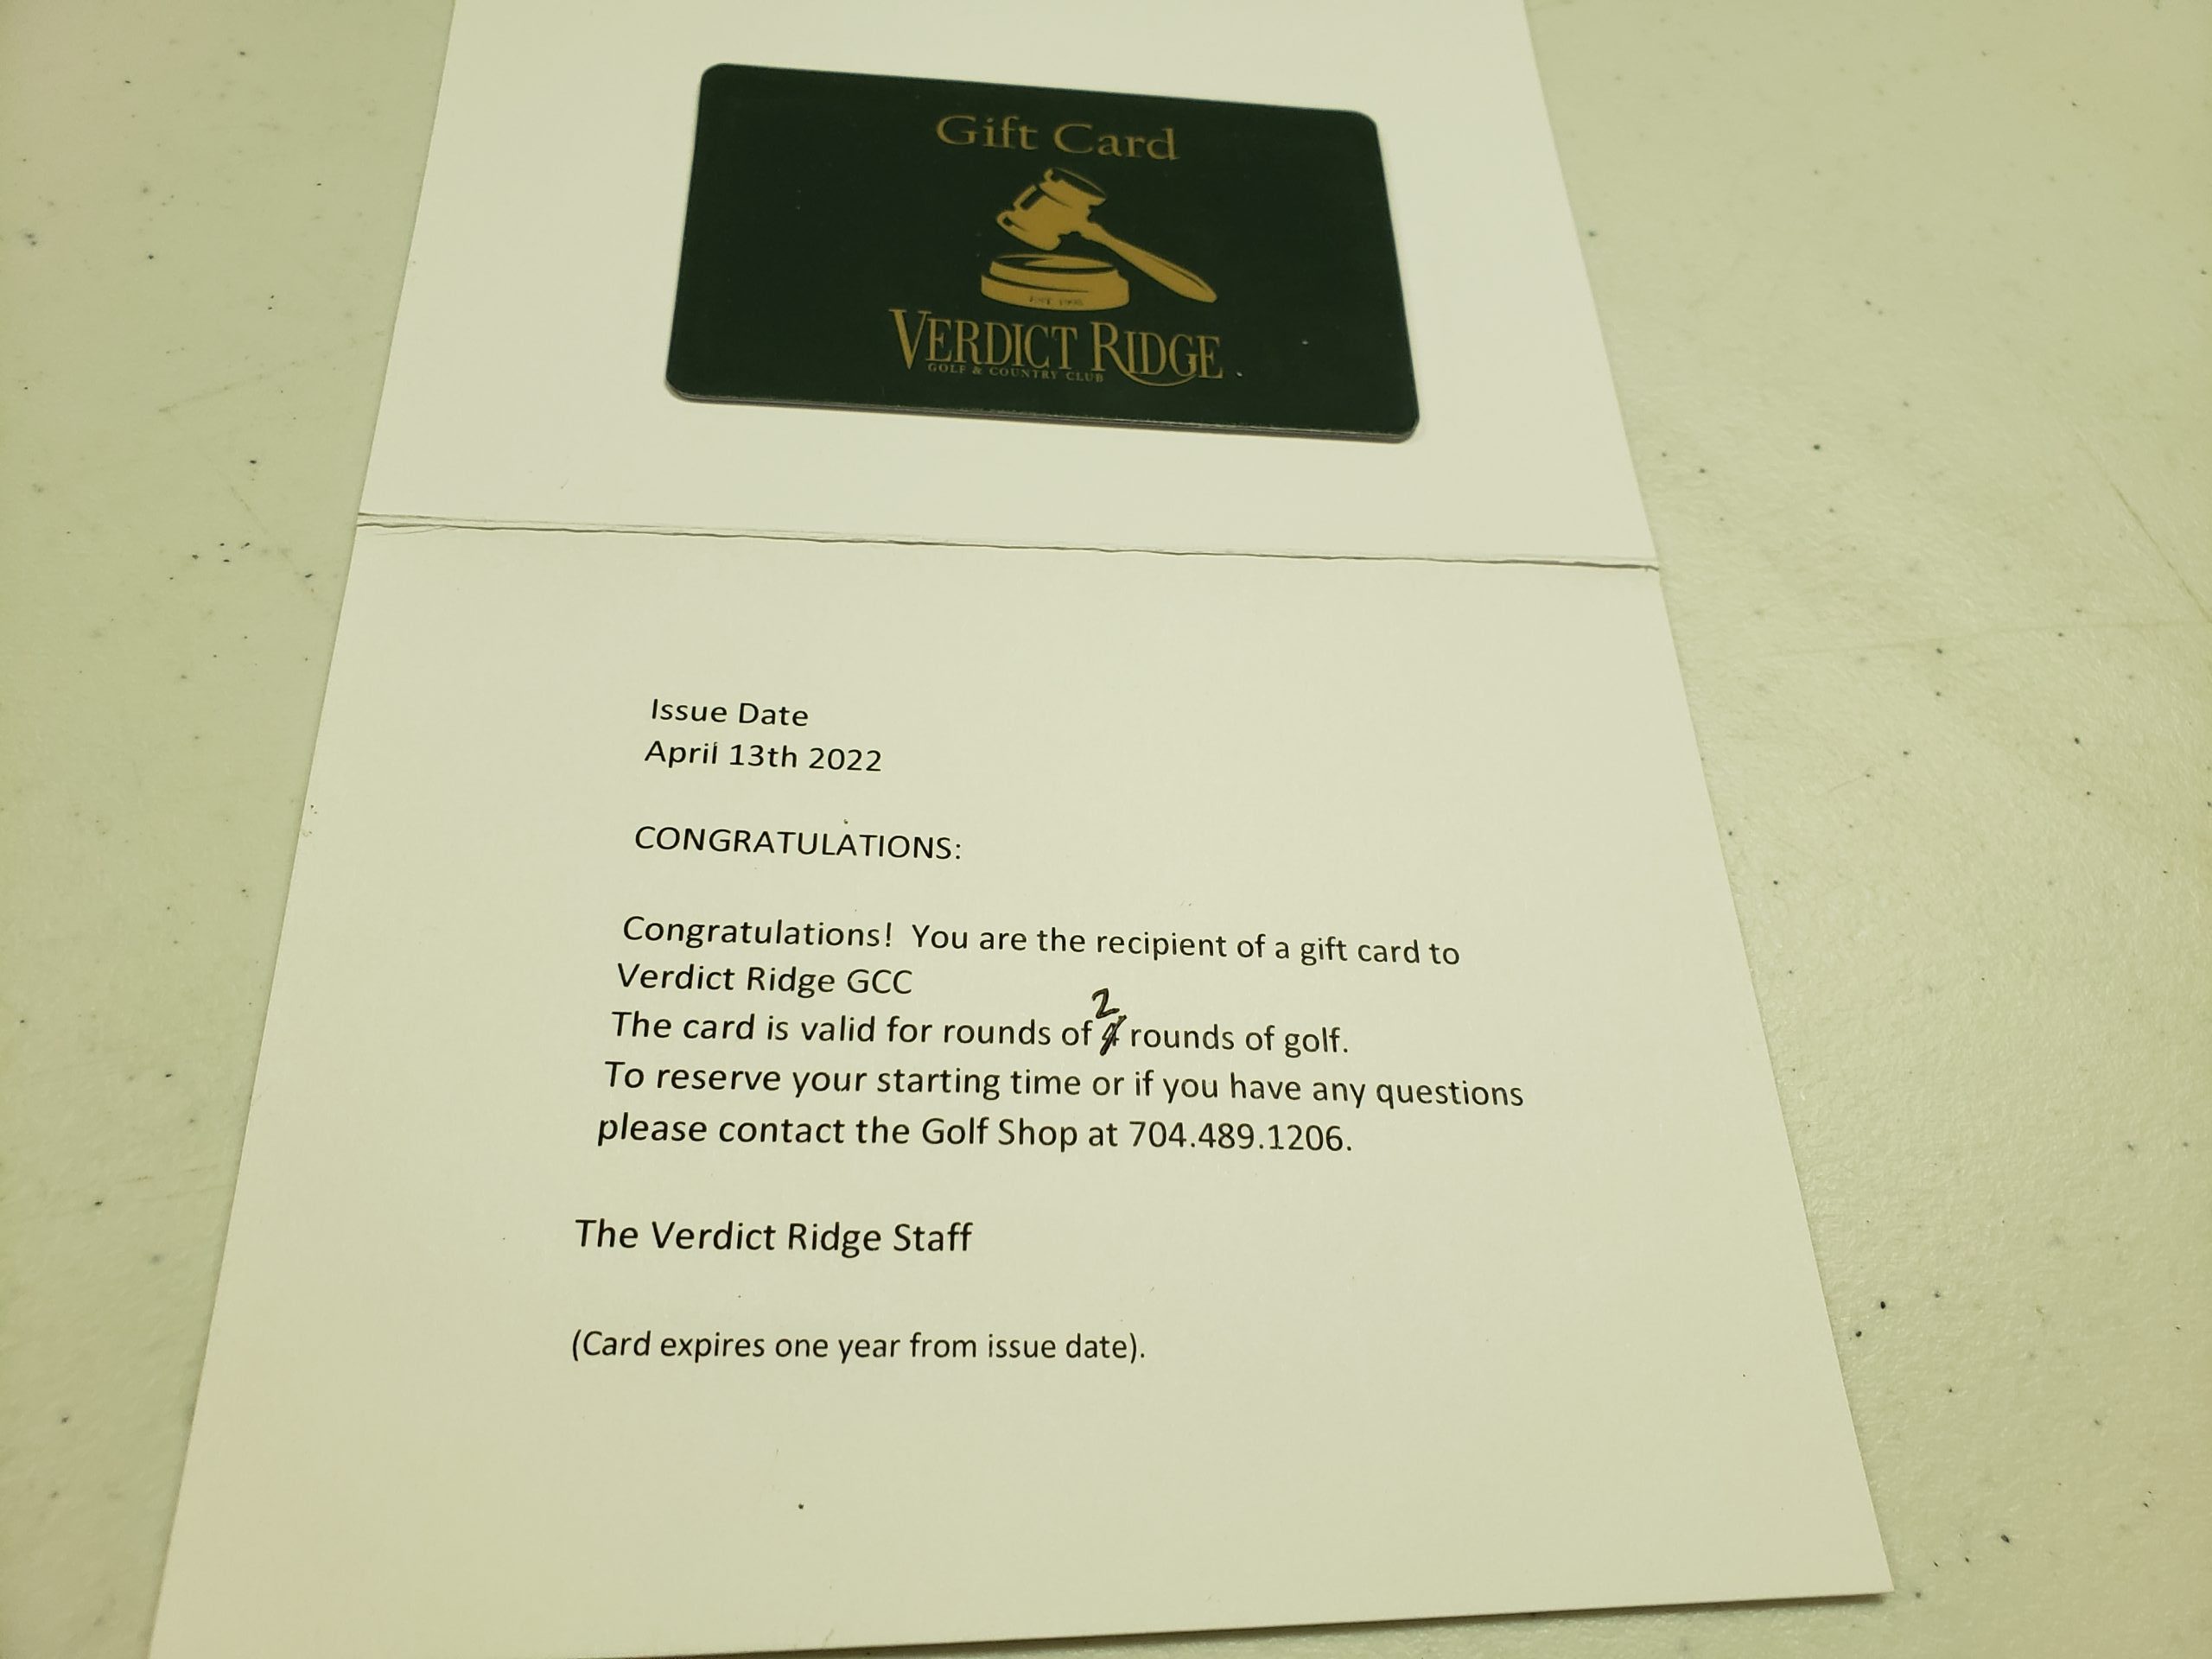 Gift Card
VERDICT RIDGE
GOLF & COUNTRY CLUB
Issue Date
April 13th 2022
CONGRATULATIONS:
Congratulations! You are the recipient of a gift card to
Verdict Ridge GCC
2
The card is valid for rounds of rounds of golf.
To reserve your starting time or if you have any questions
please contact the Golf Shop at 704.489.1206.
The Verdict Ridge Staff
(Card expires one year from issue date).